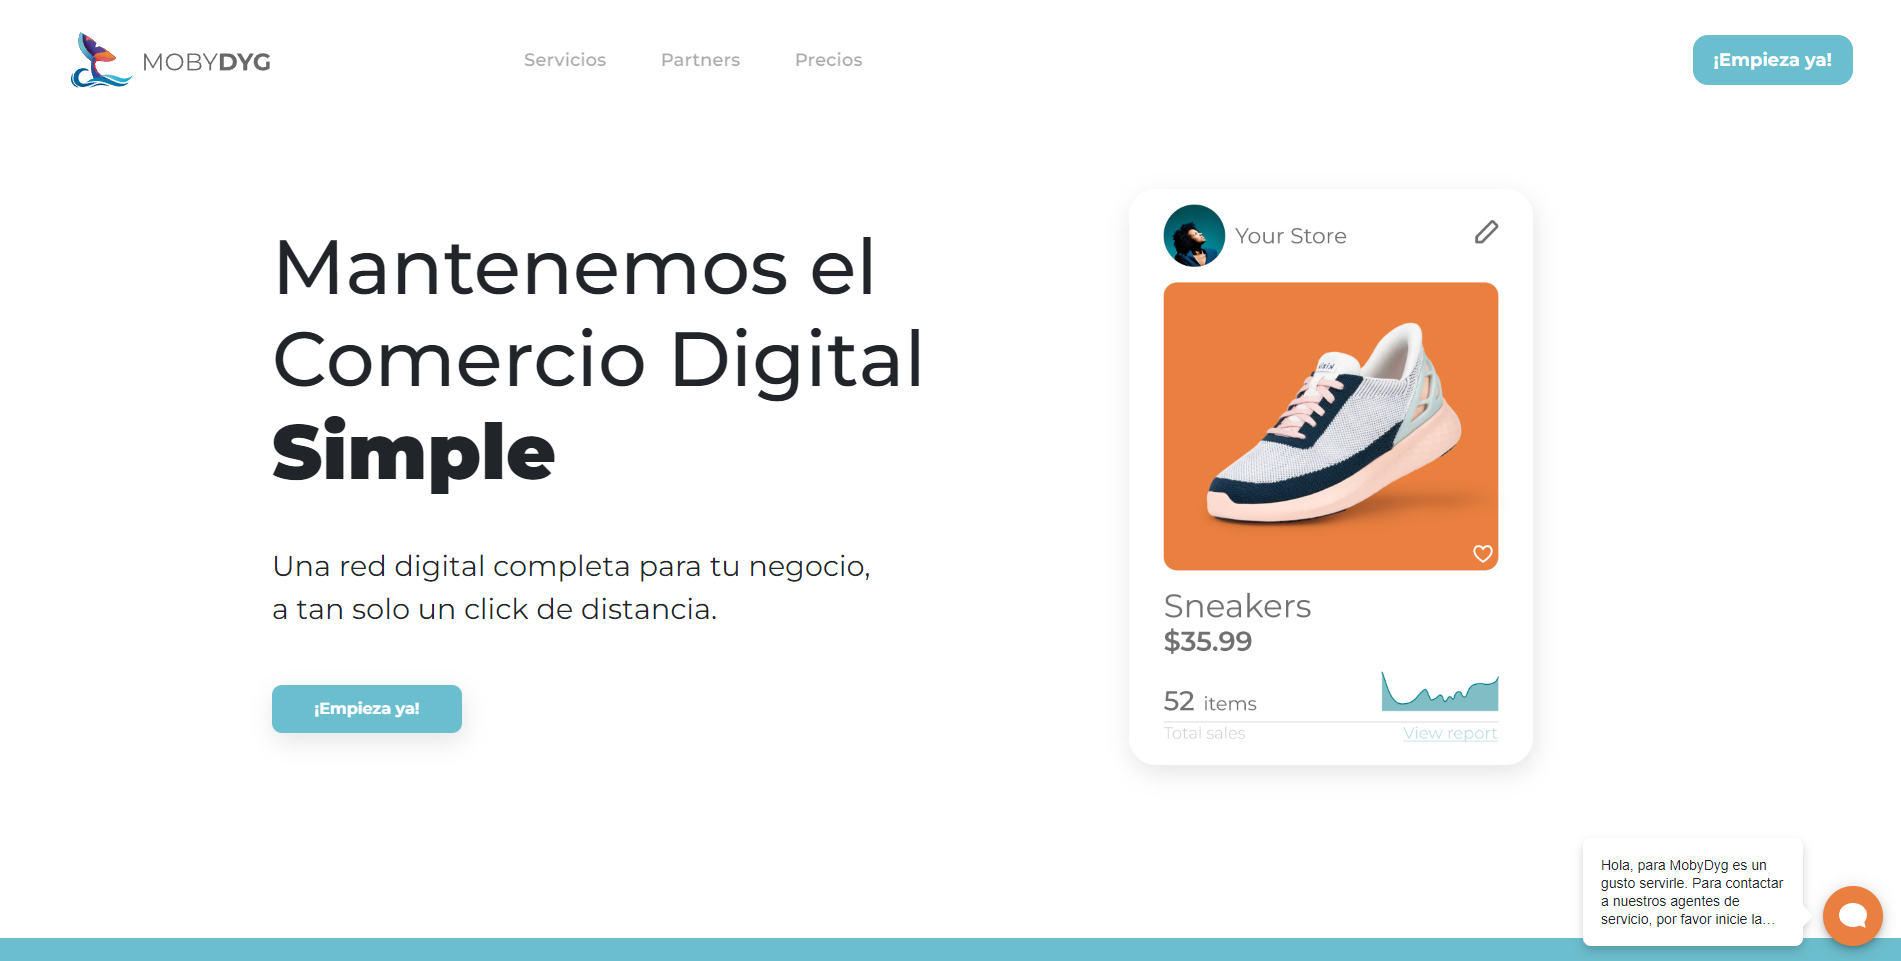 MOBYDYG
Servicios
Partners
Precios
¡Empieza ya!
Mantenemos el
Comercio Digital
Simple
Una red digital completa para tu negocio,
a tan solo un click de distancia.
¡Empieza ya!
Your Store
Sneakers
$35.99
52 items
Total sales
View report
Hola, para MobyDyg es un
gusto servirle. Para contactar
a nuestros agentes de
servicio, por favor inicie la...